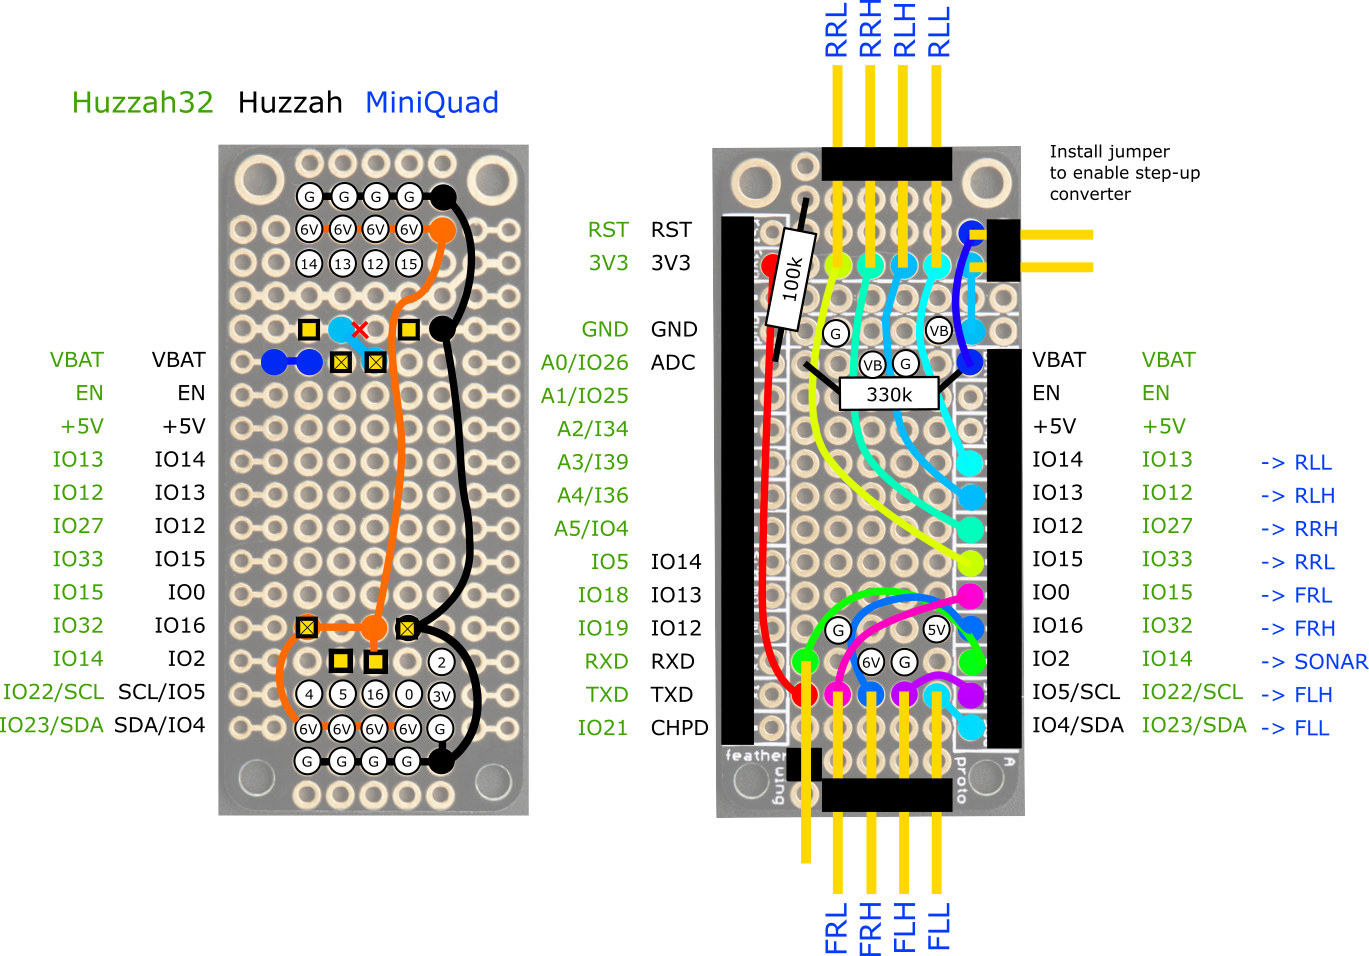 RRL RRH RLH RLL
Huzzah32 Huzzah MiniQuad
Install jumper
to enable step-up
converter
G G G G
6V 6V 6V 6V
14 13 12 15
VBAT VBAT
EN EN
+5V +5V
IO13 IO14
IO12 IO13
IO27 IO12
IO33 IO15
IO15 IO0
IO32 IO16
IO14 IO2
IO22/SCL SCL/IO5
IO23/SDA SDA/IO4
2
4 5 16 0 3V
6V 6V 6V 6V G
G G G G
RST RST
3V3 3V3
GND GND
A0/IO26 ADC
A1/IO25
A2/I34
A3/I39
A4/I36
A5/IO4
IO5 IO14
IO18 IO13
IO19 IO12
RXD RXD
TXD TXD
IO21 CHPD
100k
G VB
VB G
330k
G 5V
6V G
feather
wing
proto
A
VBAT VBAT
EN EN
+5V +5V
IO14 IO13 -> RLL
IO13 IO12 -> RLH
IO12 IO27 -> RRH
IO15 IO33 -> RRL
IO0 IO15 -> FRL
IO16 IO32 -> FRH
IO2 IO14 -> SONAR
IO5/SCL IO22/SCL -> FLH
IO4/SDA IO23/SDA -> FLL
FRL FRH FLH FLL